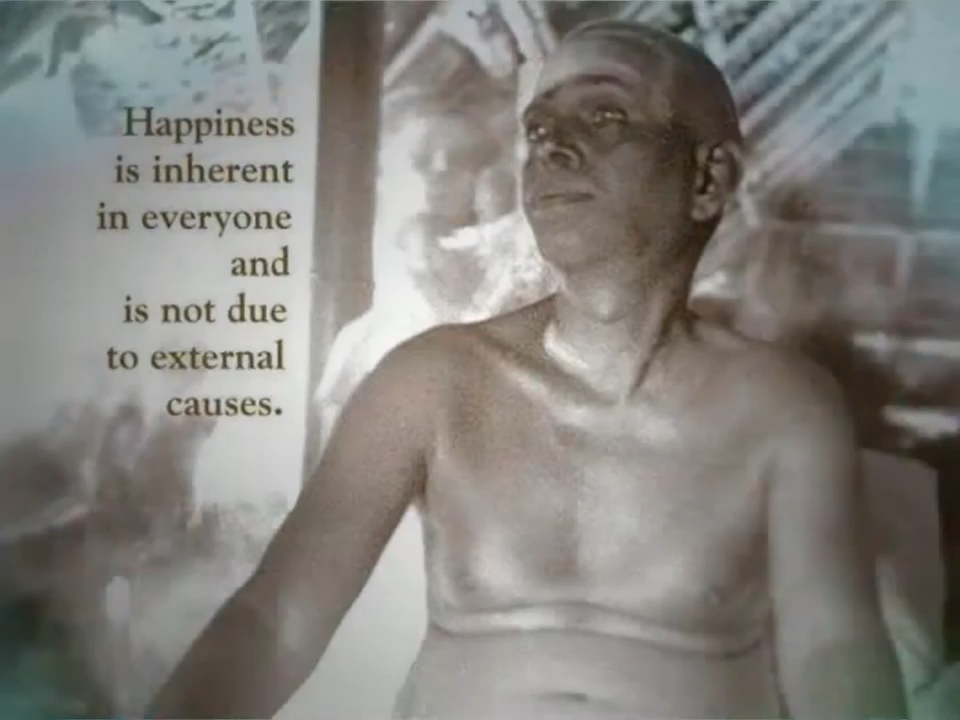 Happiness
is inherent
in everyone
and
is not due
to external
causes.